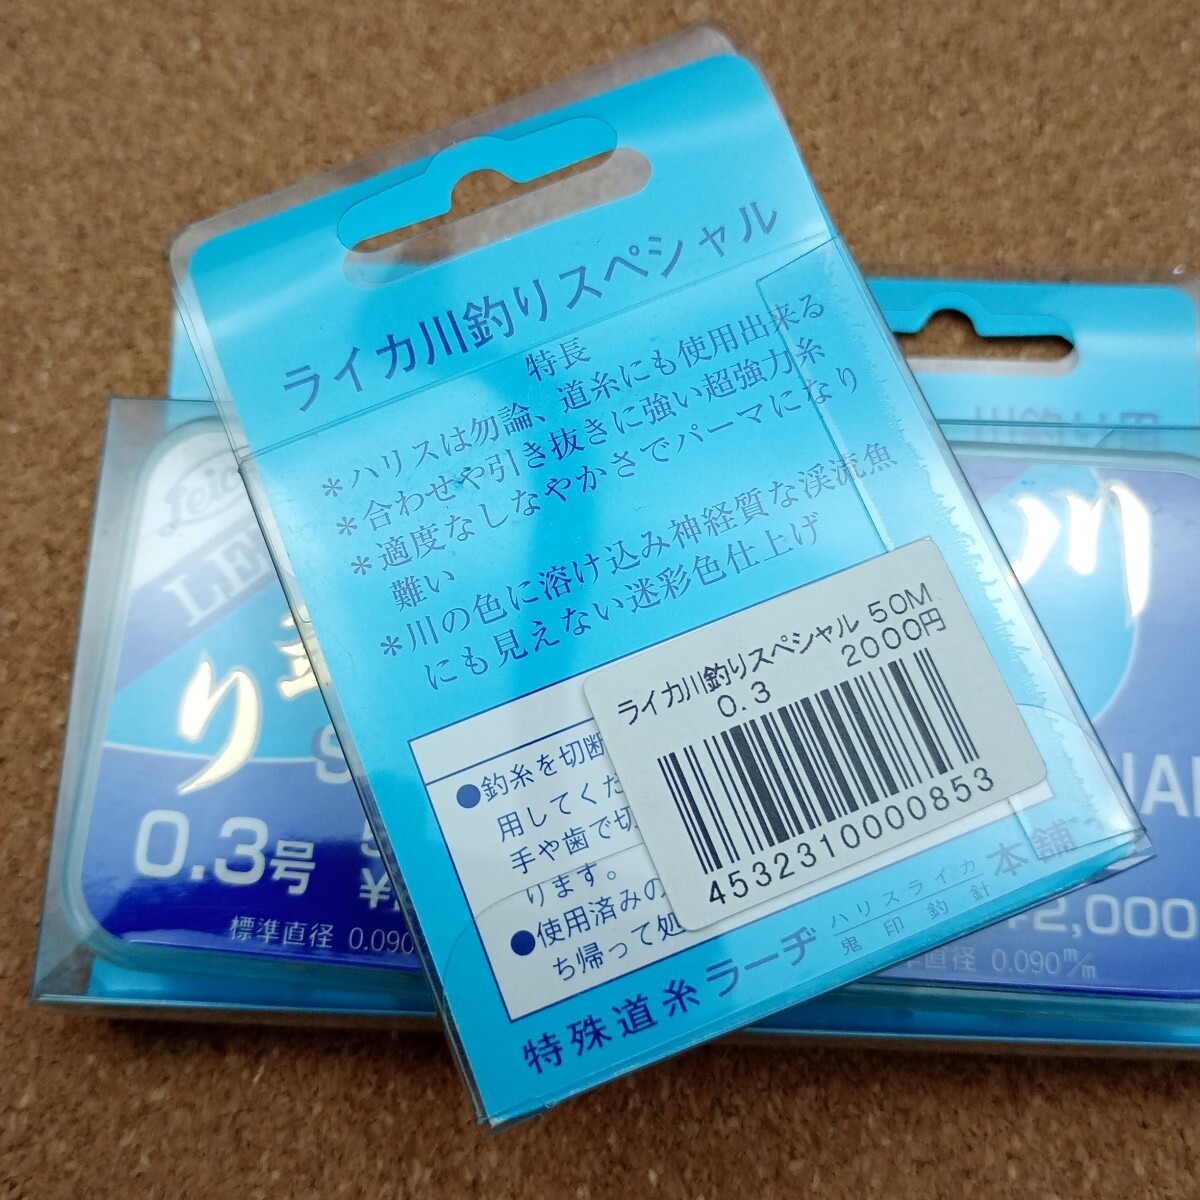 ライカ川釣りスペシャル
特長
*ハリスは勿論、道糸にも使用出来る
*合わせや引き抜きに強い超強力糸
*適度なしなやかさでパーマになり
難い
*川の色に溶け込み神経質な渓流魚
にも見えない迷彩色仕上げ
ライカ川釣りスペシャル 50M
0.3 2000円
4532310000853
●釣糸を切断
用してくだ
手や歯で切
ります。
●使用済みの
ち帰って処
特殊道糸ラーヂ ハリスライカ 鬼印釣針 本舗
り
0.3号
標準直径 0.090
川
2,000
直径 0.090m/m